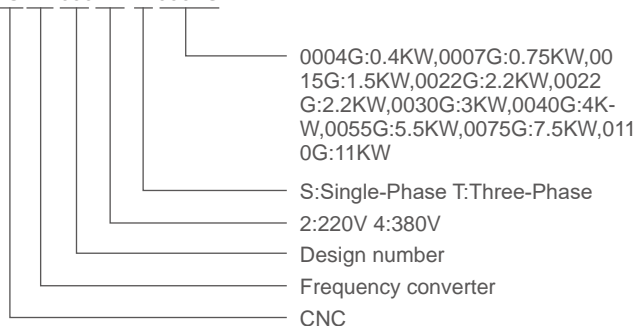 0004G:0.4KW,0007G:0.75KW,00
15G:1.5KW,0022G:2.2KW,0022
G:2.2KW,0030G:3KW,0040G:4K-
W,0055G:5.5KW,0075G:7.5KW,011
0G:11KW
S:Single-Phase T:Three-Phase
2:220V 4:380V
Design number
Frequency converter
CNC